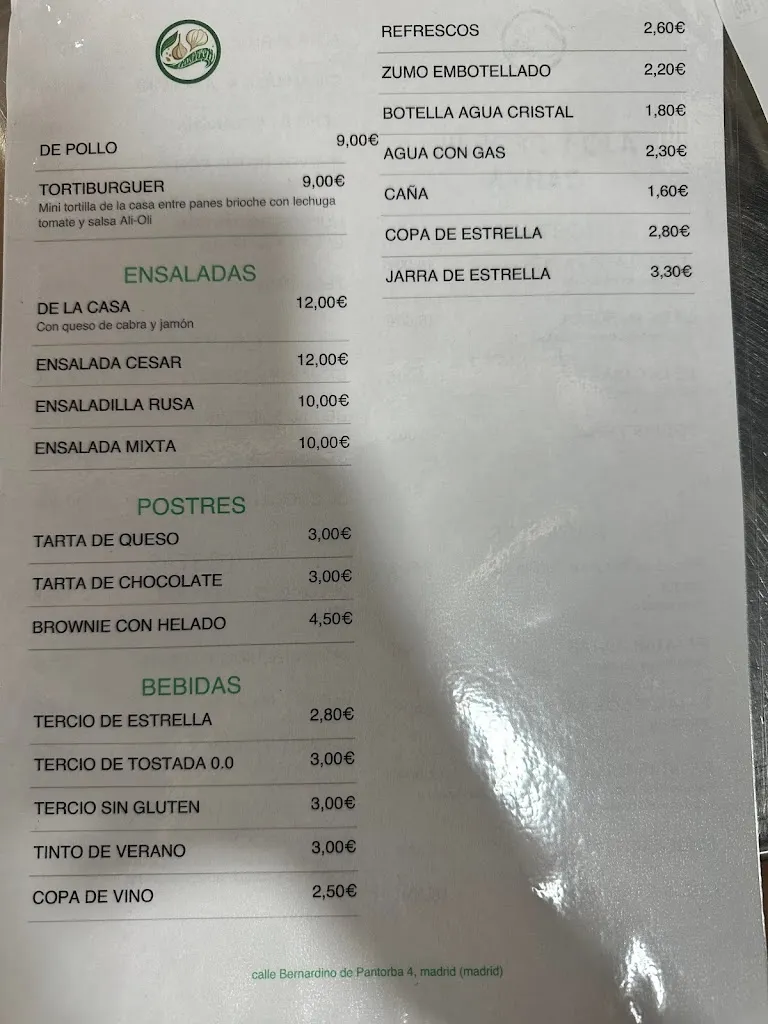 DE POLLO 9,00€
TORTIBURGUER 9,00€
Mini tortilla de la casa entre panes brioche con lechuga
tomate y salsa Ali-Oli
ENSALADAS
DE LA CASA 12,00€
Con queso de cabra y jamón
ENSALADA CESAR 12,00€
ENSALADILLA RUSA 10,00€
ENSALADA MIXTA 10,00€
POSTRES
TARTA DE QUESO 3,00€
TARTA DE CHOCOLATE 3,00€
BROWNIE CON HELADO 4,50€
BEBIDAS
TERCIO DE ESTRELLA 2,80€
TERCIO DE TOSTADA 0.0 3,00€
TERCIO SIN GLUTEN 3,00€
TINTO DE VERANO 3,00€
COPA DE VINO 2,50€
REFRESCOS 2,60€
ZUMO EMBOTELLADO 2,20€
BOTELLA AGUA CRISTAL 1,80€
AGUA CON GAS 2,30€
CAÑA 1,60€
COPA DE ESTRELLA 2,80€
JARRA DE ESTRELLA 3,30€
calle Bernardino de Pantorba 4, madrid (madrid)